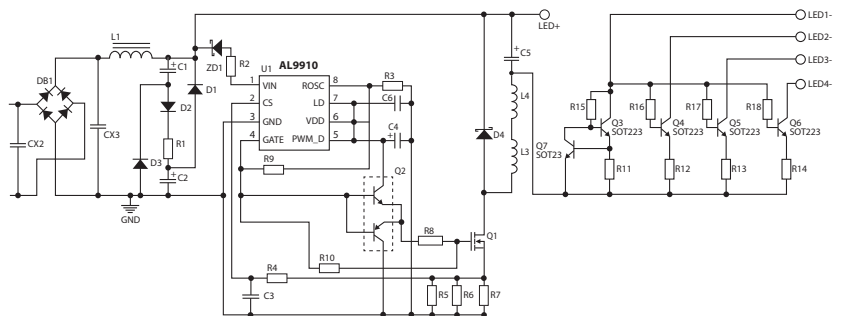 LED1-
LED+
LED2-
L1
AL9910
C5
LED3-
ZD1
R2
U1
C1
DB1
1 VIN ROSC 8
R3
LED4-
D2
D1
2 CS LD 7
C6
L4
R15
R16
R17
R18
CX3
3 GND VDD 6
C4
Q3
SOT223
Q4
SOT223
Q5
SOT223
Q6
SOT223
CX2
R1
4 GATE PWM_D 5
D4
Q7
SOT23
D3
R9
L3
C2
Q2
R11
R12
R13
R14
GND
R8
Q1
R10
R4
C3
R5
R6
R7